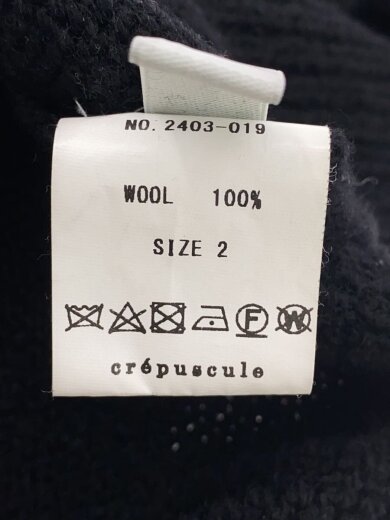 NO. 2403-019
WOOL 100%
SIZE 2
F W
crépuscule